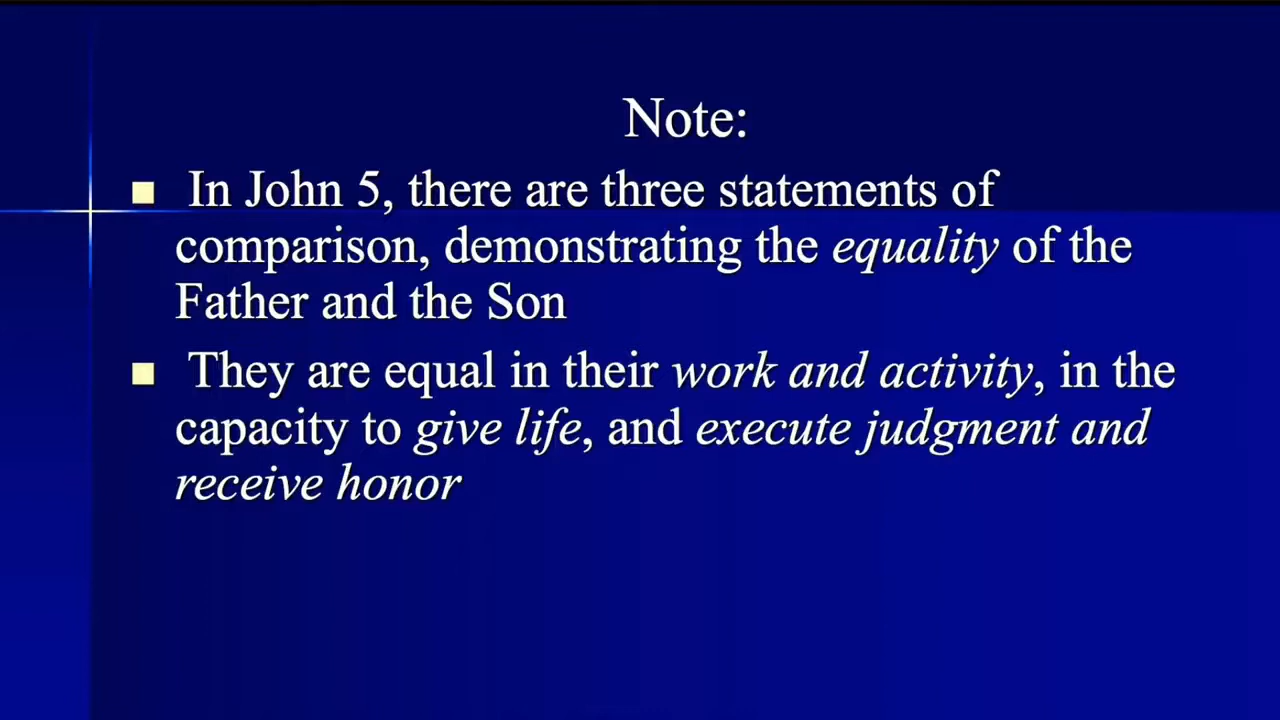 Note:
In John 5, there are three statements of
comparison, demonstrating the equality of the
Father and the Son
They are equal in their work and activity, in the
capacity to give life, and execute judgment and
receive honor